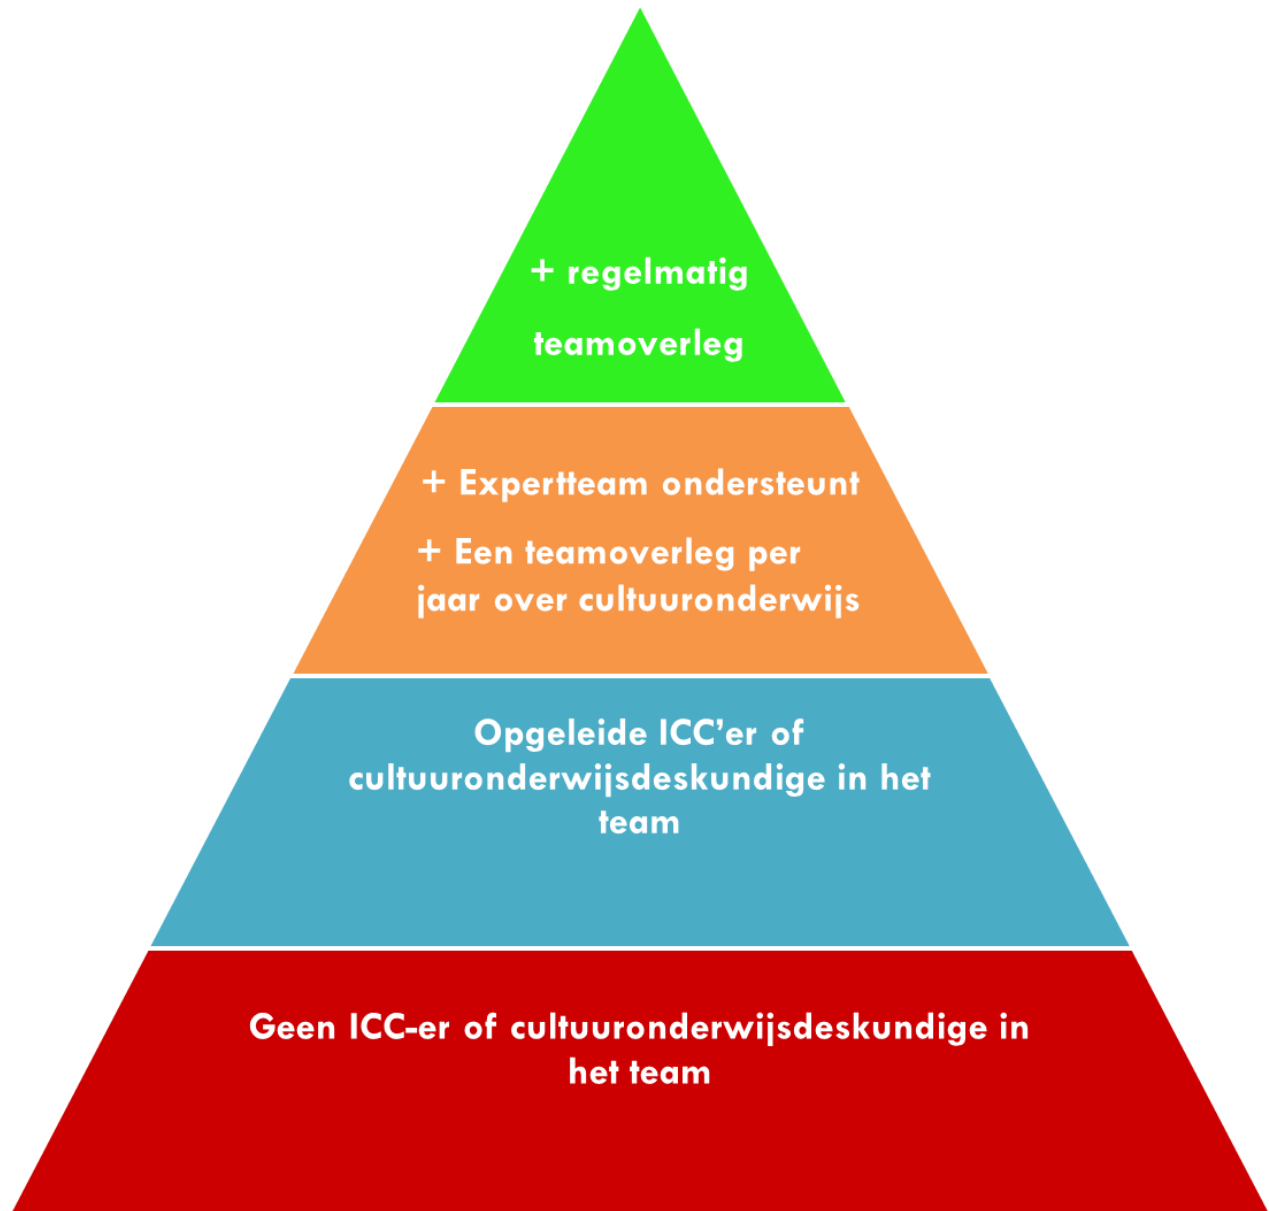 + regelmatig
teamoverleg
+ Expertteam ondersteunt
+ Een teamoverleg per
jaar over cultuuronderwijs
Opgeleide ICC’er of
cultuuronderwijsdeskundige in het
team
Geen ICC-er of cultuuronderwijsdeskundige in
het team